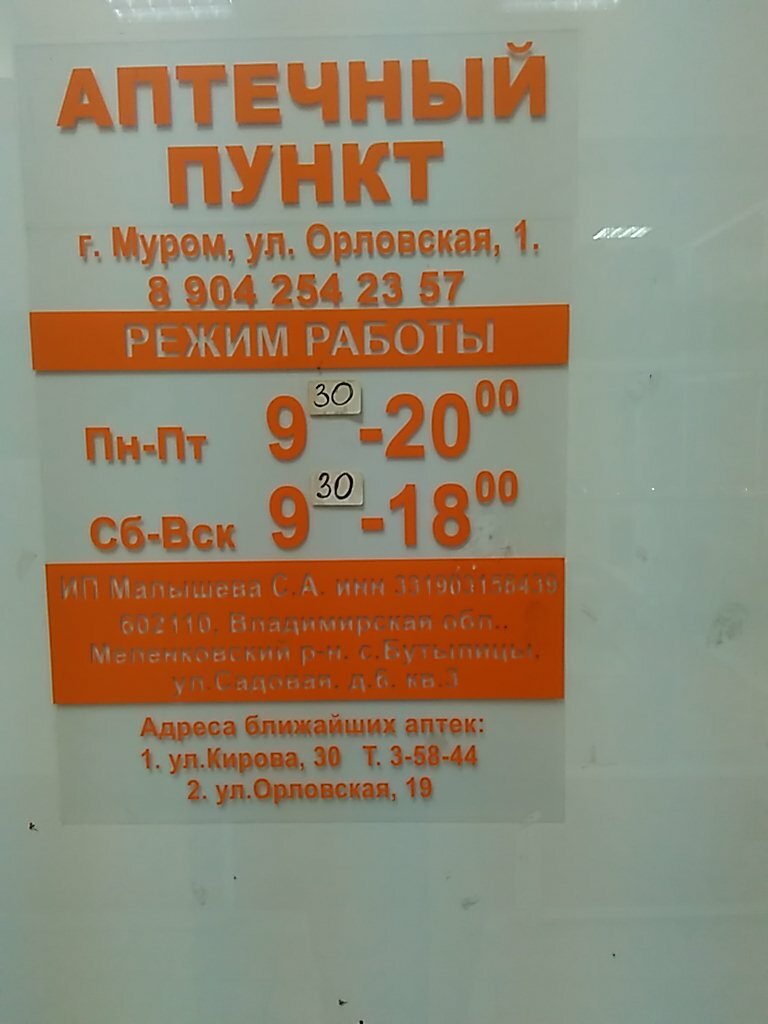 АПТЕЧНЫЙ
ПУНКТ
г. Муром, ул. Орловская, 1.
8 904 254 23 57
РЕЖИМ РАБОТЫ
Пн-Пт 9 30 -20 00
Сб-Вск 9 30 -18 00
ИП Малышева С.А. инн 331903158439
602110, Владимирская обл.,
Меленковский р-н, с.Бутылицы,
ул.Садовая, д.6, кв.3
Адреса ближайших аптек:
1. ул.Кирова, 30 Т. 3-58-44
2. ул.Орловская, 19